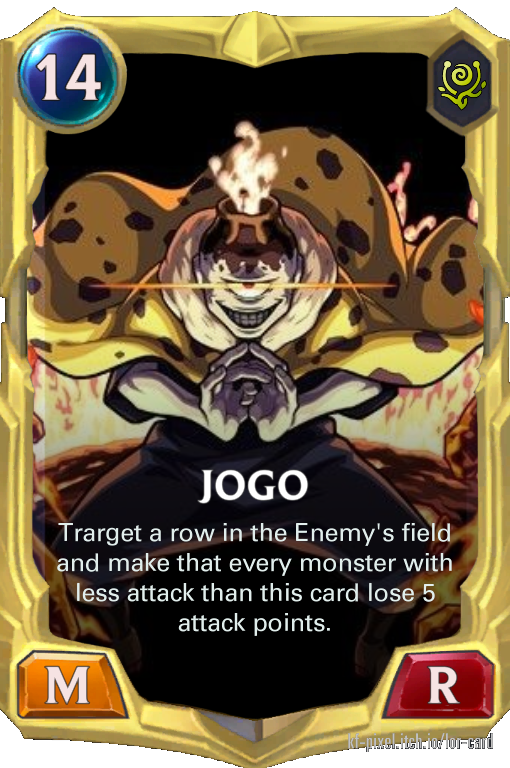 14
JOGO
Trarget a row in the Enemy's field
and make that every monster with
less attack than this card lose 5
attack points.
M
R
rt-pixel.itch.io/lor-card